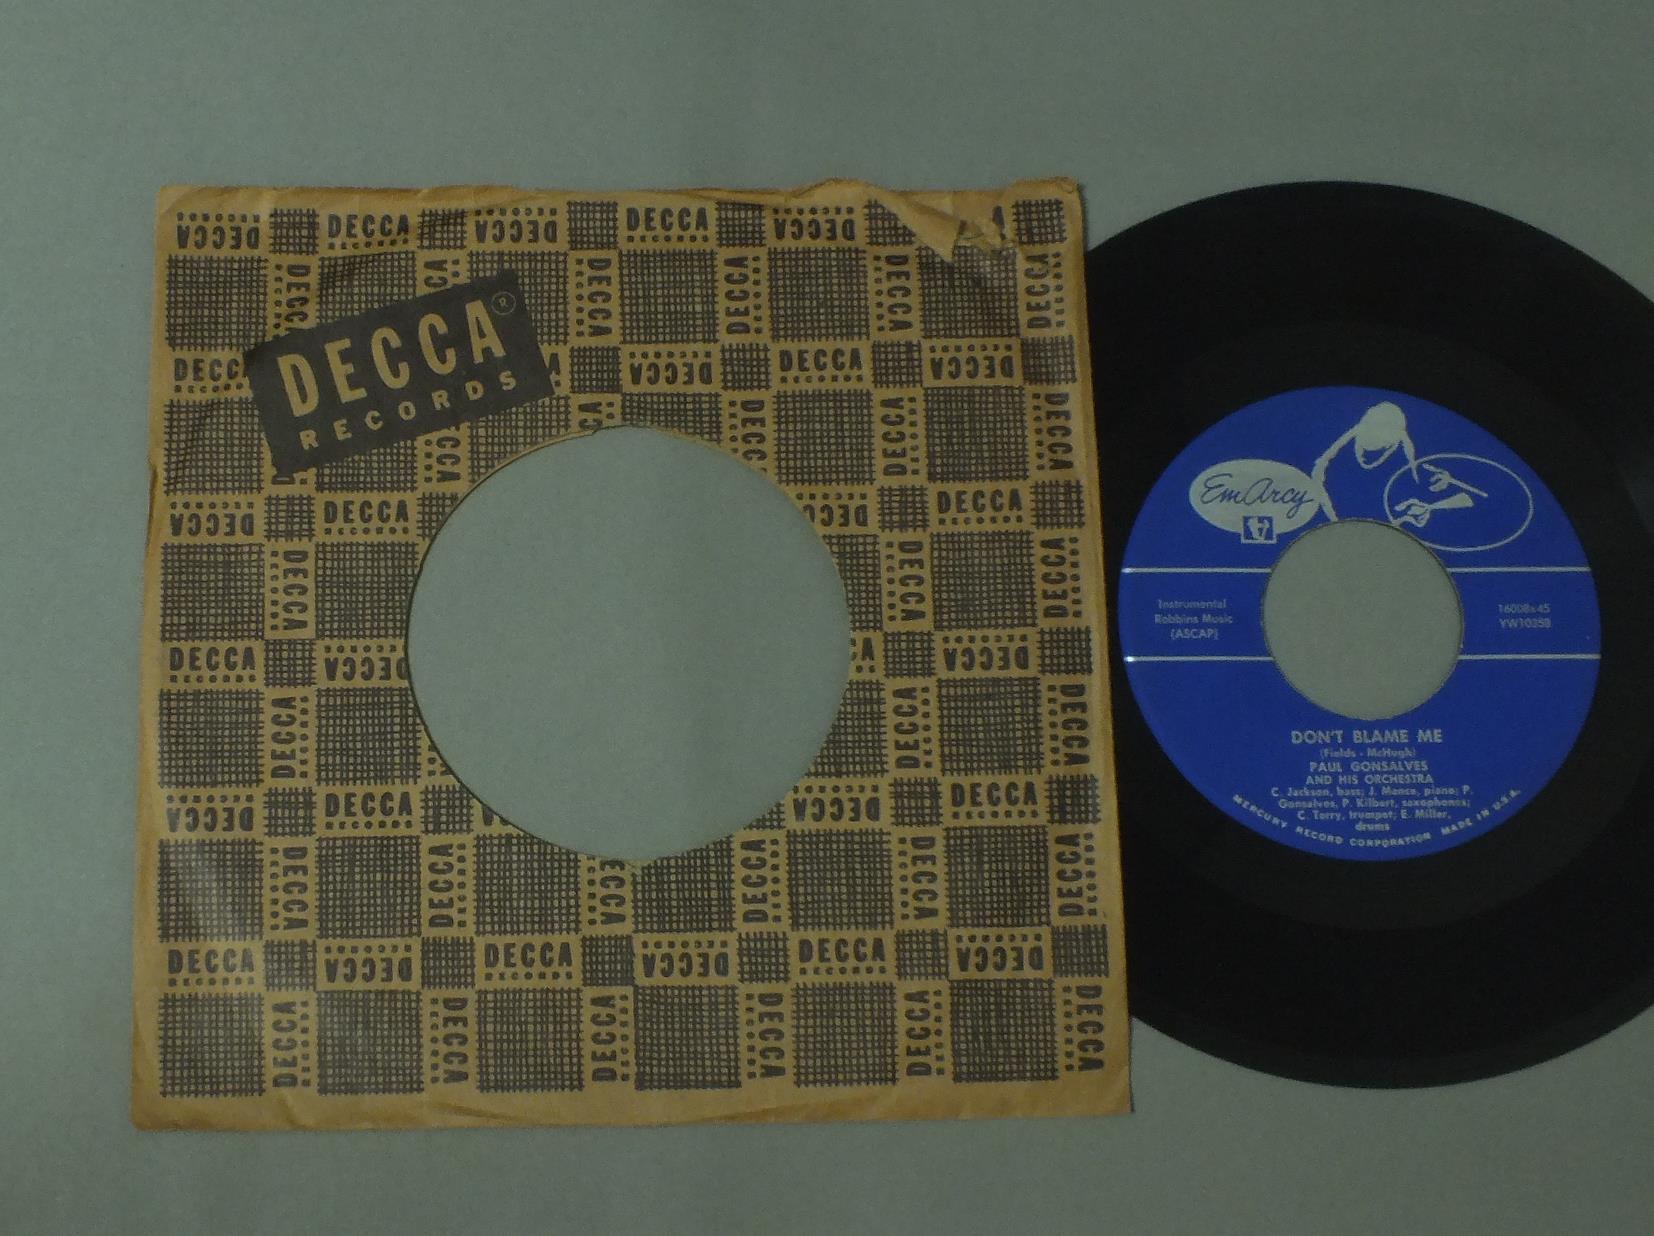 DECCA®
RECORDS
EmArcy
Instrumental
Robbins Music
(ASCAP)
16008x45
YW10258
DON'T BLAME ME
(Fields - McHugh)
PAUL GONSALVES
AND HIS ORCHESTRA
C. Jackson, bass; J. Mance, piano; P.
Gonsalves, P. Kilbert, saxophones;
C. Terry, trumpet; E. Miller,
drums
MERCURY RECORD CORPORATION MADE IN U.S.A.